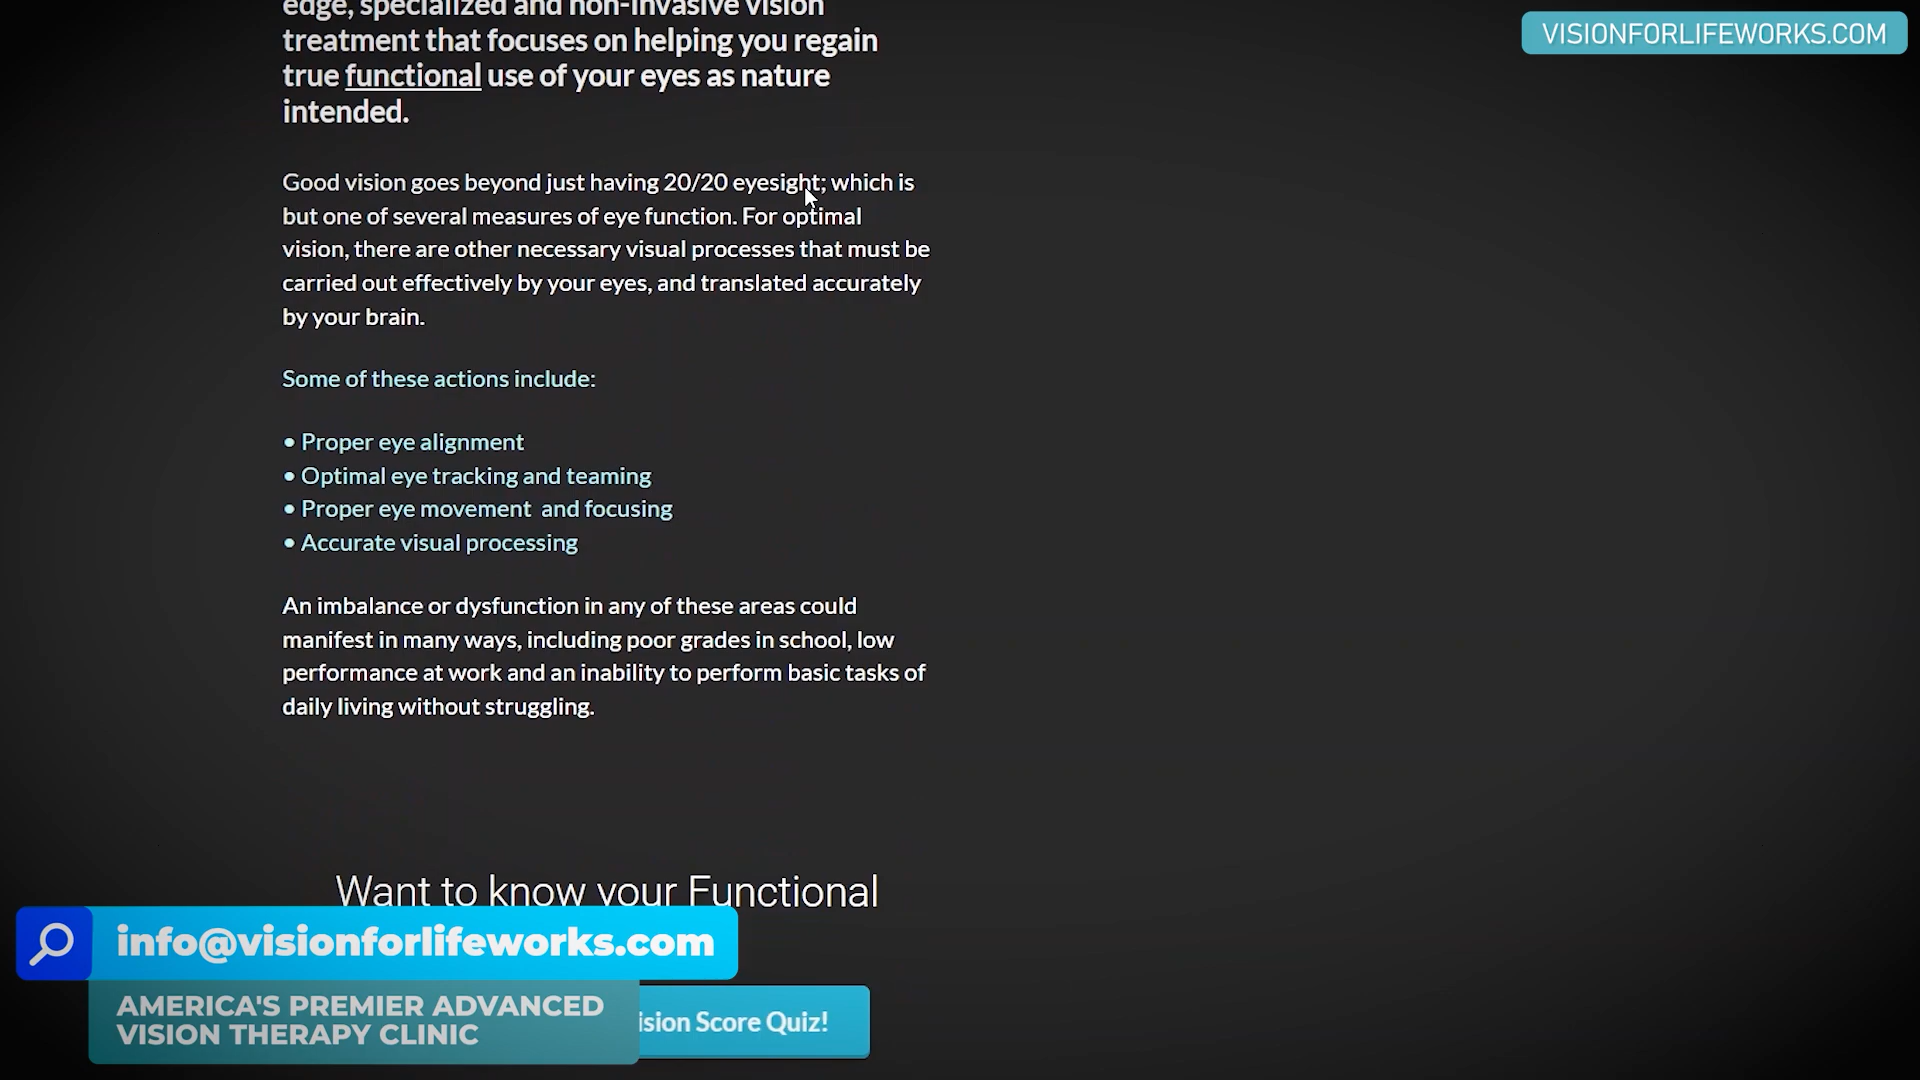 VISIONFORLIFEWORKS.COM
edge, specialized and non-invasive vision
treatment that focuses on helping you regain
true functional use of your eyes as nature
intended.
Good vision goes beyond just having 20/20 eyesight; which is
but one of several measures of eye function. For optimal
vision, there are other necessary visual processes that must be
carried out effectively by your eyes, and translated accurately
by your brain.
Some of these actions include:
• Proper eye alignment
• Optimal eye tracking and teaming
• Proper eye movement  and focusing
• Accurate visual processing
An imbalance or dysfunction in any of these areas could
manifest in many ways, including poor grades in school, low
performance at work and an inability to perform basic tasks of
daily living without struggling.
Want to know your Functional
info@visionforlifeworks.com
AMERICA'S PREMIER ADVANCED
VISION THERAPY CLINIC
Score Quiz!